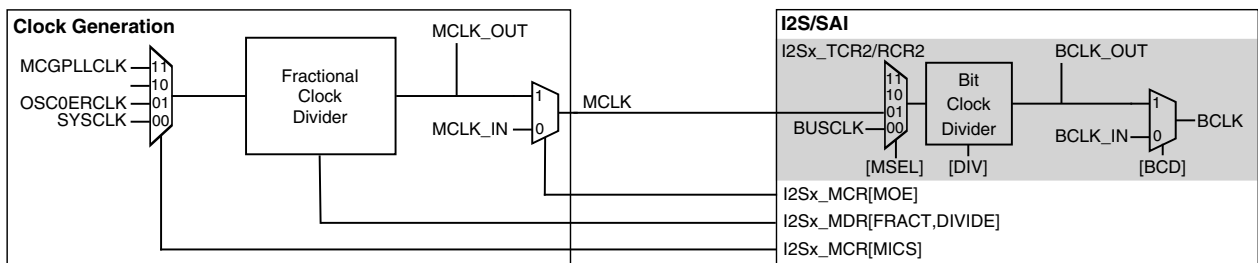 Clock Generation
MCGPLLCLK
11
10
OSC0ERCLK
01
SYSCLK
00
Fractional
Clock
Divider
MCLK_OUT
1
MCLK_IN
0
MCLK
I2S/SAI
I2Sx_TCR2/RCR2
11
10
01
BUSCLK
00
[MSEL]
Bit
Clock
Divider
[DIV]
BCLK_OUT
1
BCLK_IN
0
[BCD]
BCLK
I2Sx_MCR[MOE]
I2Sx_MDR[FRACT,DIVIDE]
I2Sx_MCR[MICS]